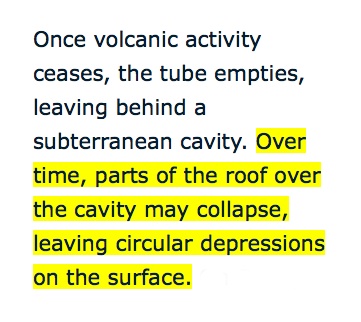 Once volcanic activity
ceases, the tube empties,
leaving behind a
subterranean cavity. Over
time, parts of the roof over
the cavity may collapse,
leaving circular depressions
on the surface.